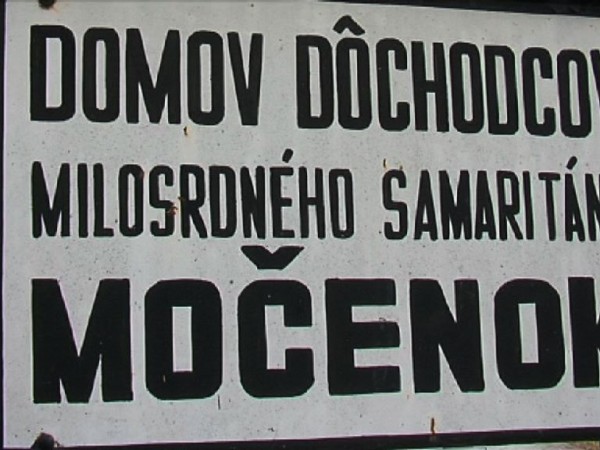 DOMOV DÔCHODCOV
MILOSRDNÉHO SAMARITÁN
MOČENOK